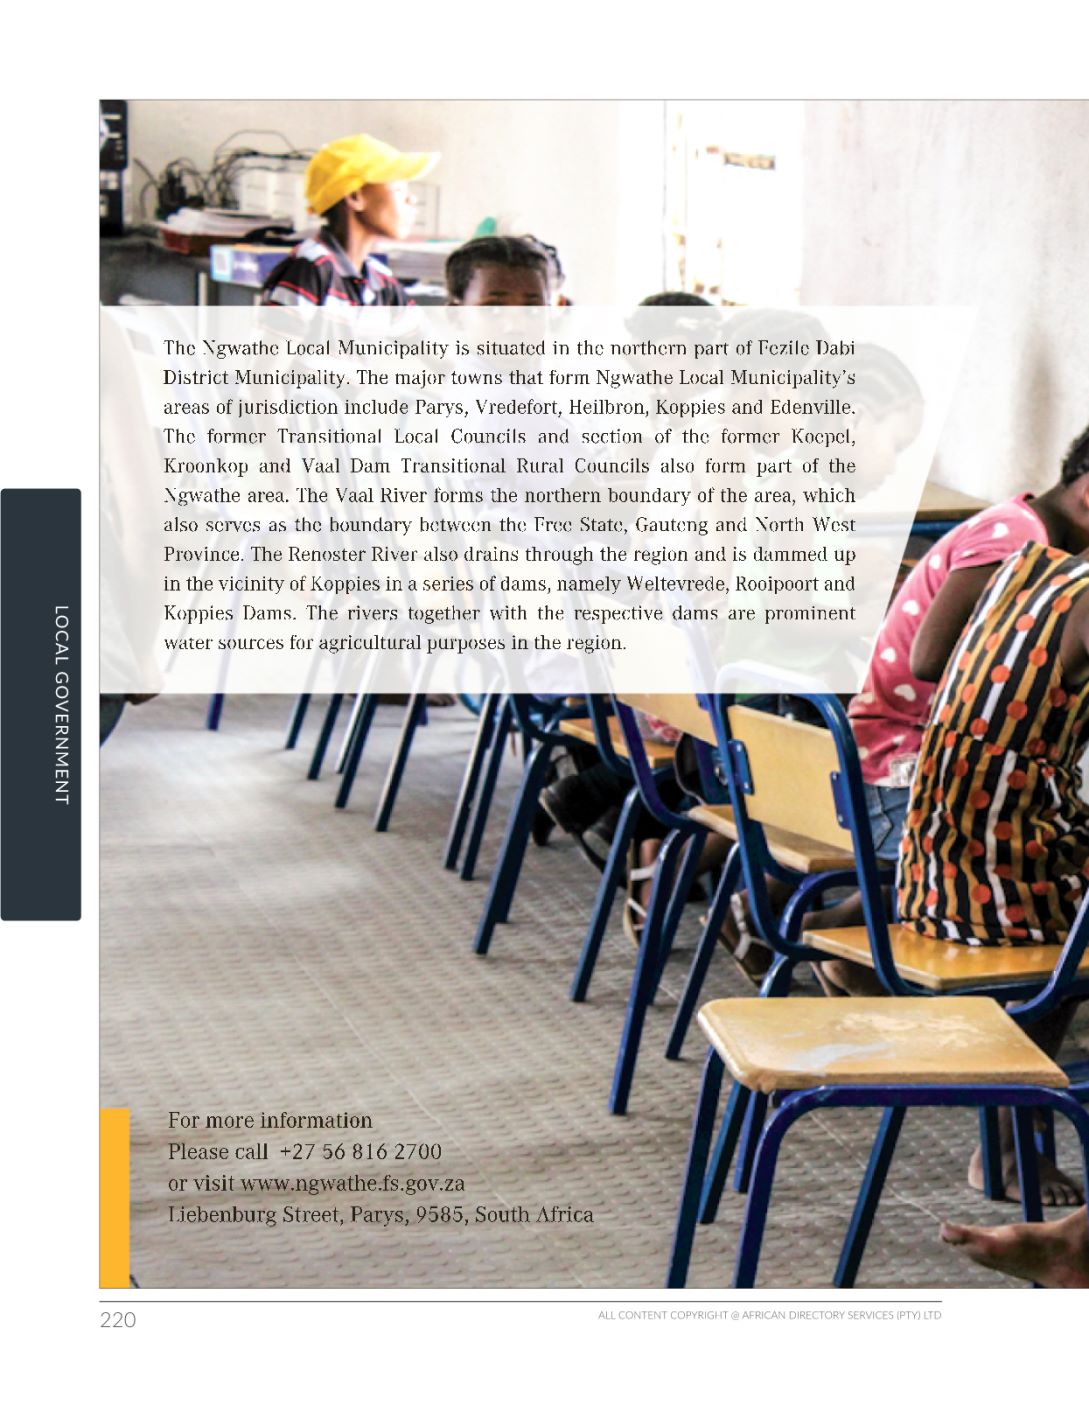 The Ngwathe Local Municipality is situated in the northern part of Fezile Dabi
District Municipality. The major towns that form Ngwathe Local Municipality's
areas of jurisdiction include Parys, Vredefort, Heilbron, Koppies and Edenville.
The former Transitional Local Councils and section of the former Koepel,
Kroonkop and Vaal Dam Transitional Rural Councils also form part of the
Ngwathe area. The Vaal River forms the northern boundary of the area, which
also serves as the boundary between the Free State, Gauteng and North West
Province. The Renoster River also drains through the region and is dammed up
in the vicinity of Koppies in a series of dams, namely Weltevrede, Rooipoort and
Koppies Dams. The rivers together with the respective dams are prominent
water sources for agricultural purposes in the region.
LOCAL GOVERNMENT
For more information
Please call +27 56 816 2700
or visit www.ngwathe.fs.gov.za
Liebenburg Street, Parys, 9585, South Africa
220
ALL CONTENT COPYRIGHT @ AFRICAN DIRECTORY SERVICES (PTY) LTD